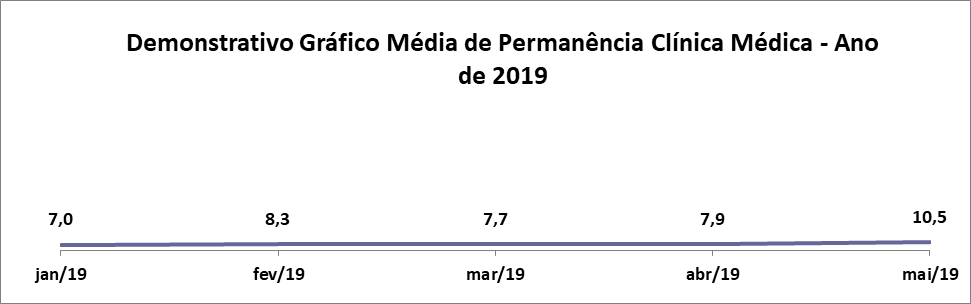 Demonstrativo Gráfico Média de Permanência Clínica Médica - Ano
de 2019
7,0 8,3 7,7 7,9 10,5
jan/19 fev/19 mar/19 abr/19 mai/19